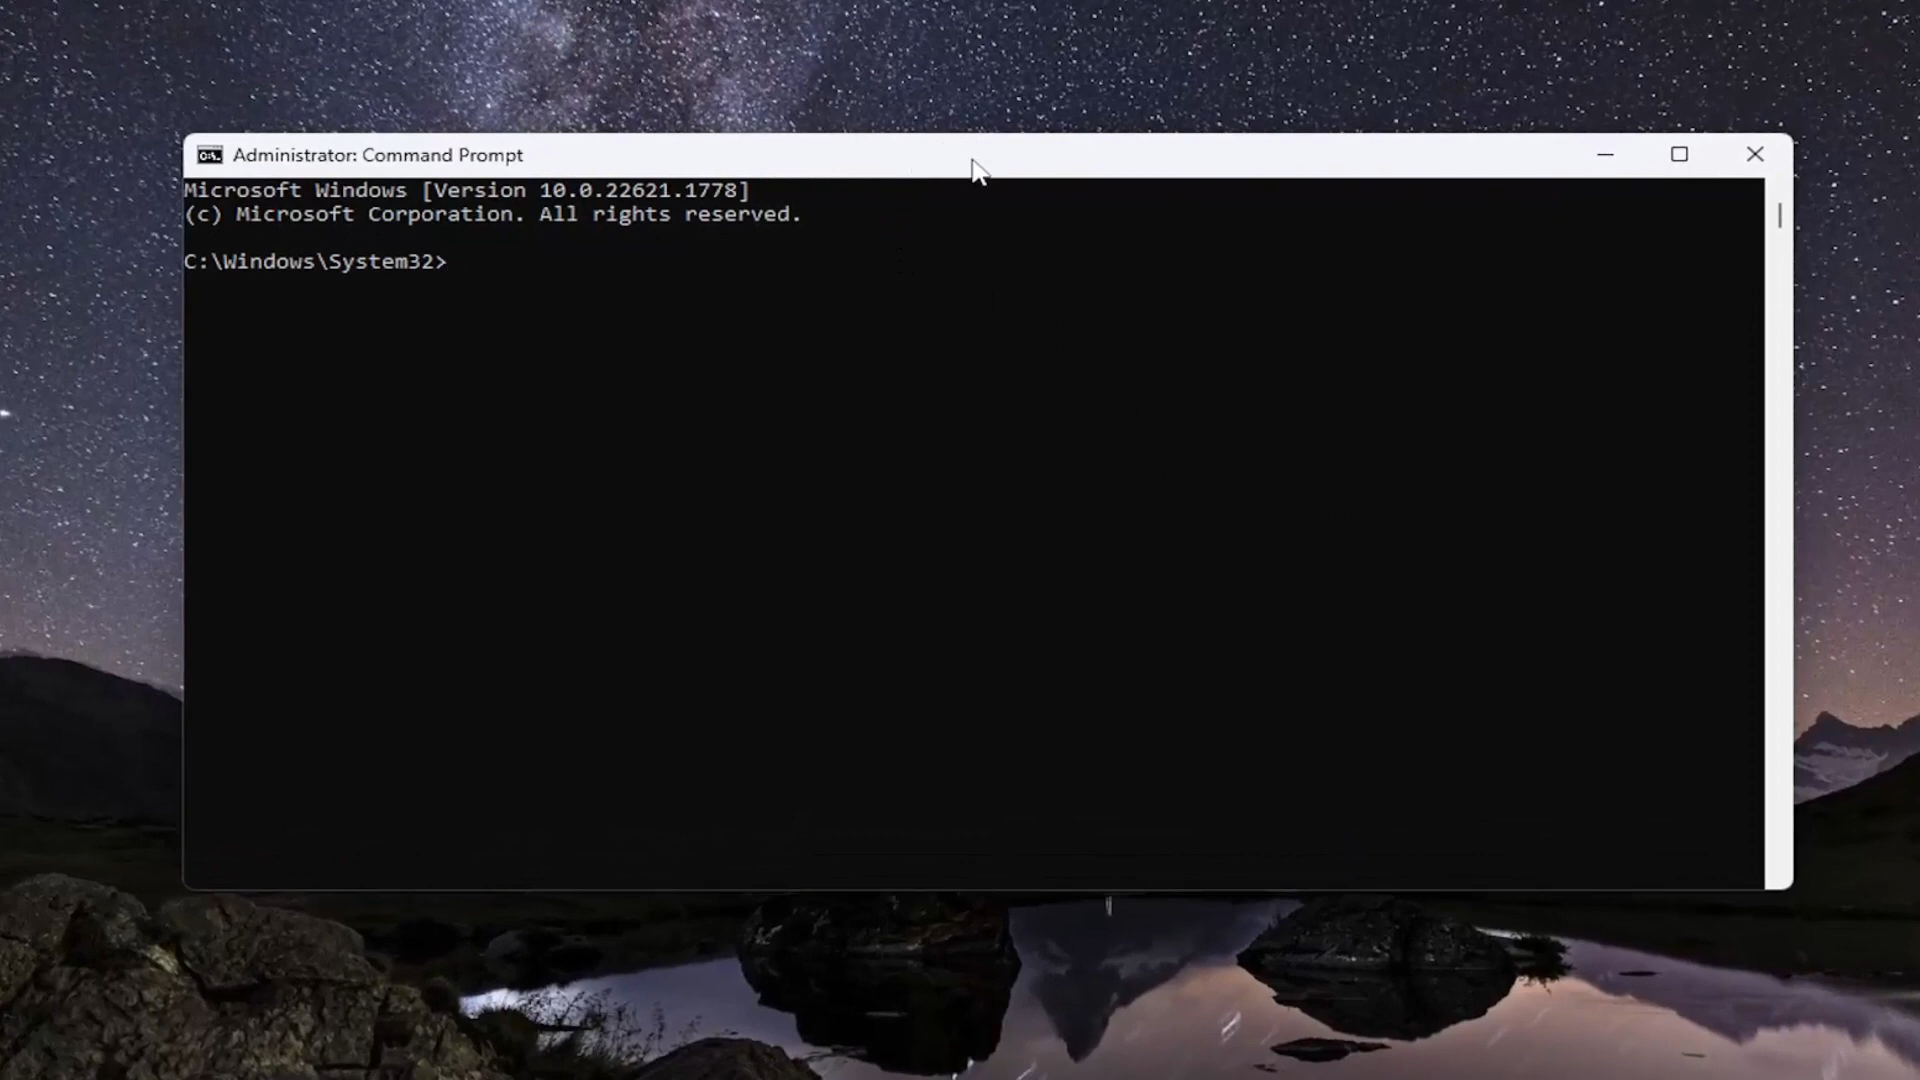 Administrator: Command Prompt
Microsoft Windows [Version 10.0.22621.1778]
(c) Microsoft Corporation. All rights reserved.
C:\Windows\System32>